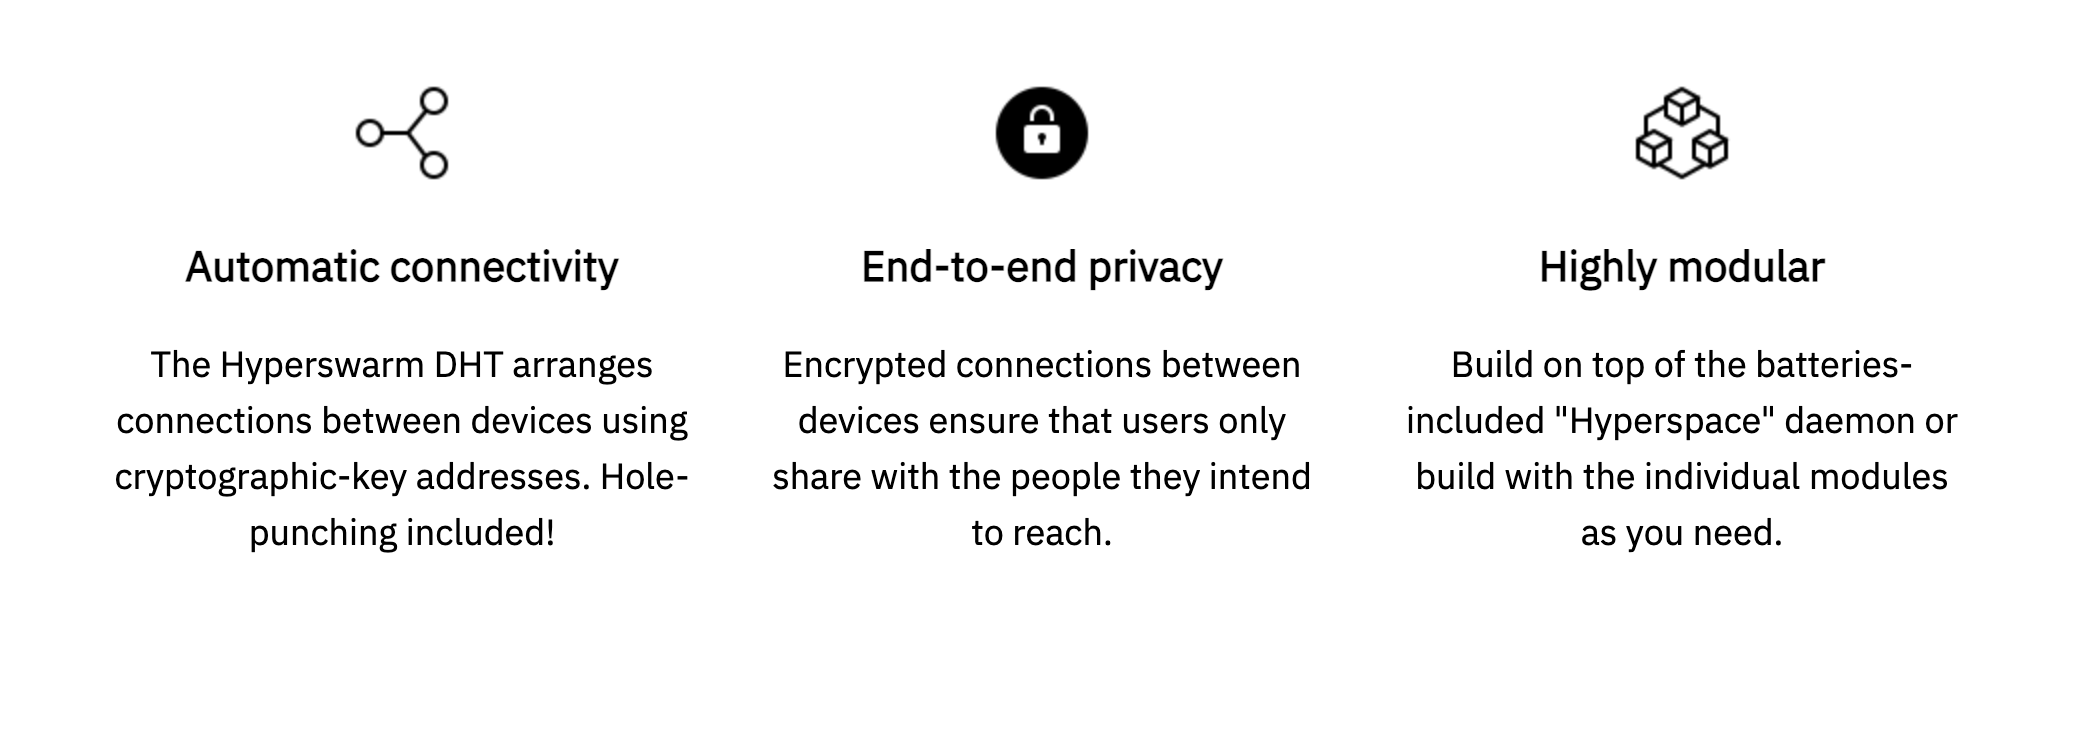 Automatic connectivity
The Hyperswarm DHT arranges
connections between devices using
cryptographic-key addresses. Hole-
punching included!
End-to-end privacy
Encrypted connections between
devices ensure that users only
share with the people they intend
to reach.
Highly modular
Build on top of the batteries-
included "Hyperspace" daemon or
build with the individual modules
as you need.